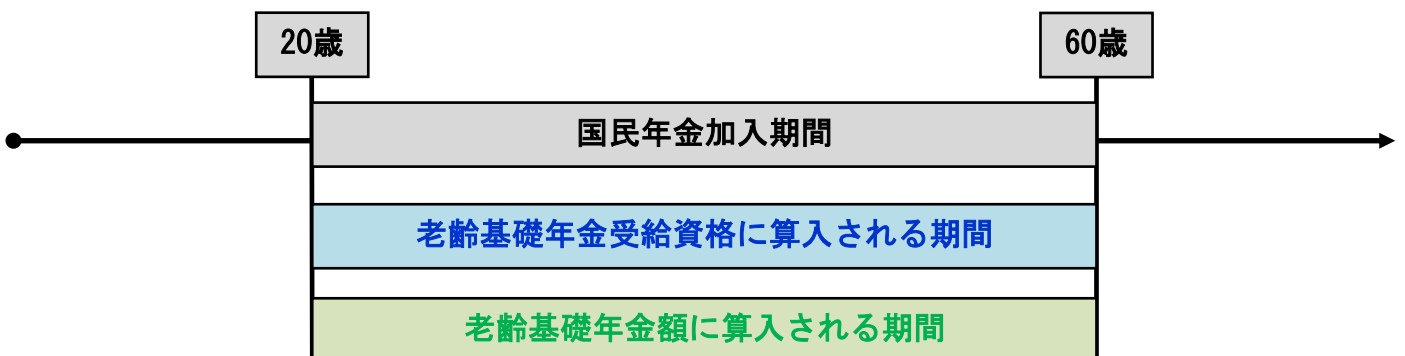 20歳
60歳
国民年金加入期間
老齢基礎年金受給資格に算入される期間
老齢基礎年金額に算入される期間